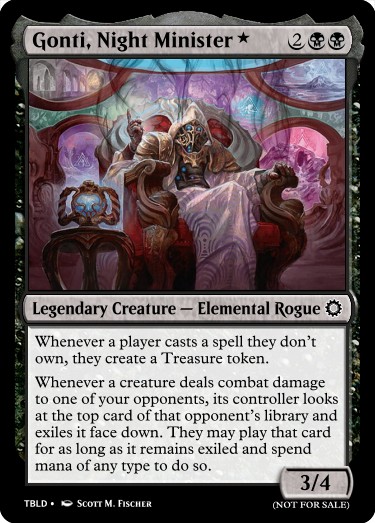 Gonti, Night Minister★ 2
Legendary Creature — Elemental Rogue
Whenever a player casts a spell they don't
own, they create a Treasure token.
Whenever a creature deals combat damage
to one of your opponents, its controller looks
at the top card of that opponent's library and
exiles it face down. They may play that card
for as long as it remains exiled and spend
mana of any type to do so.
3/4
TBLD • Scott M. Fischer (NOT FOR SALE)